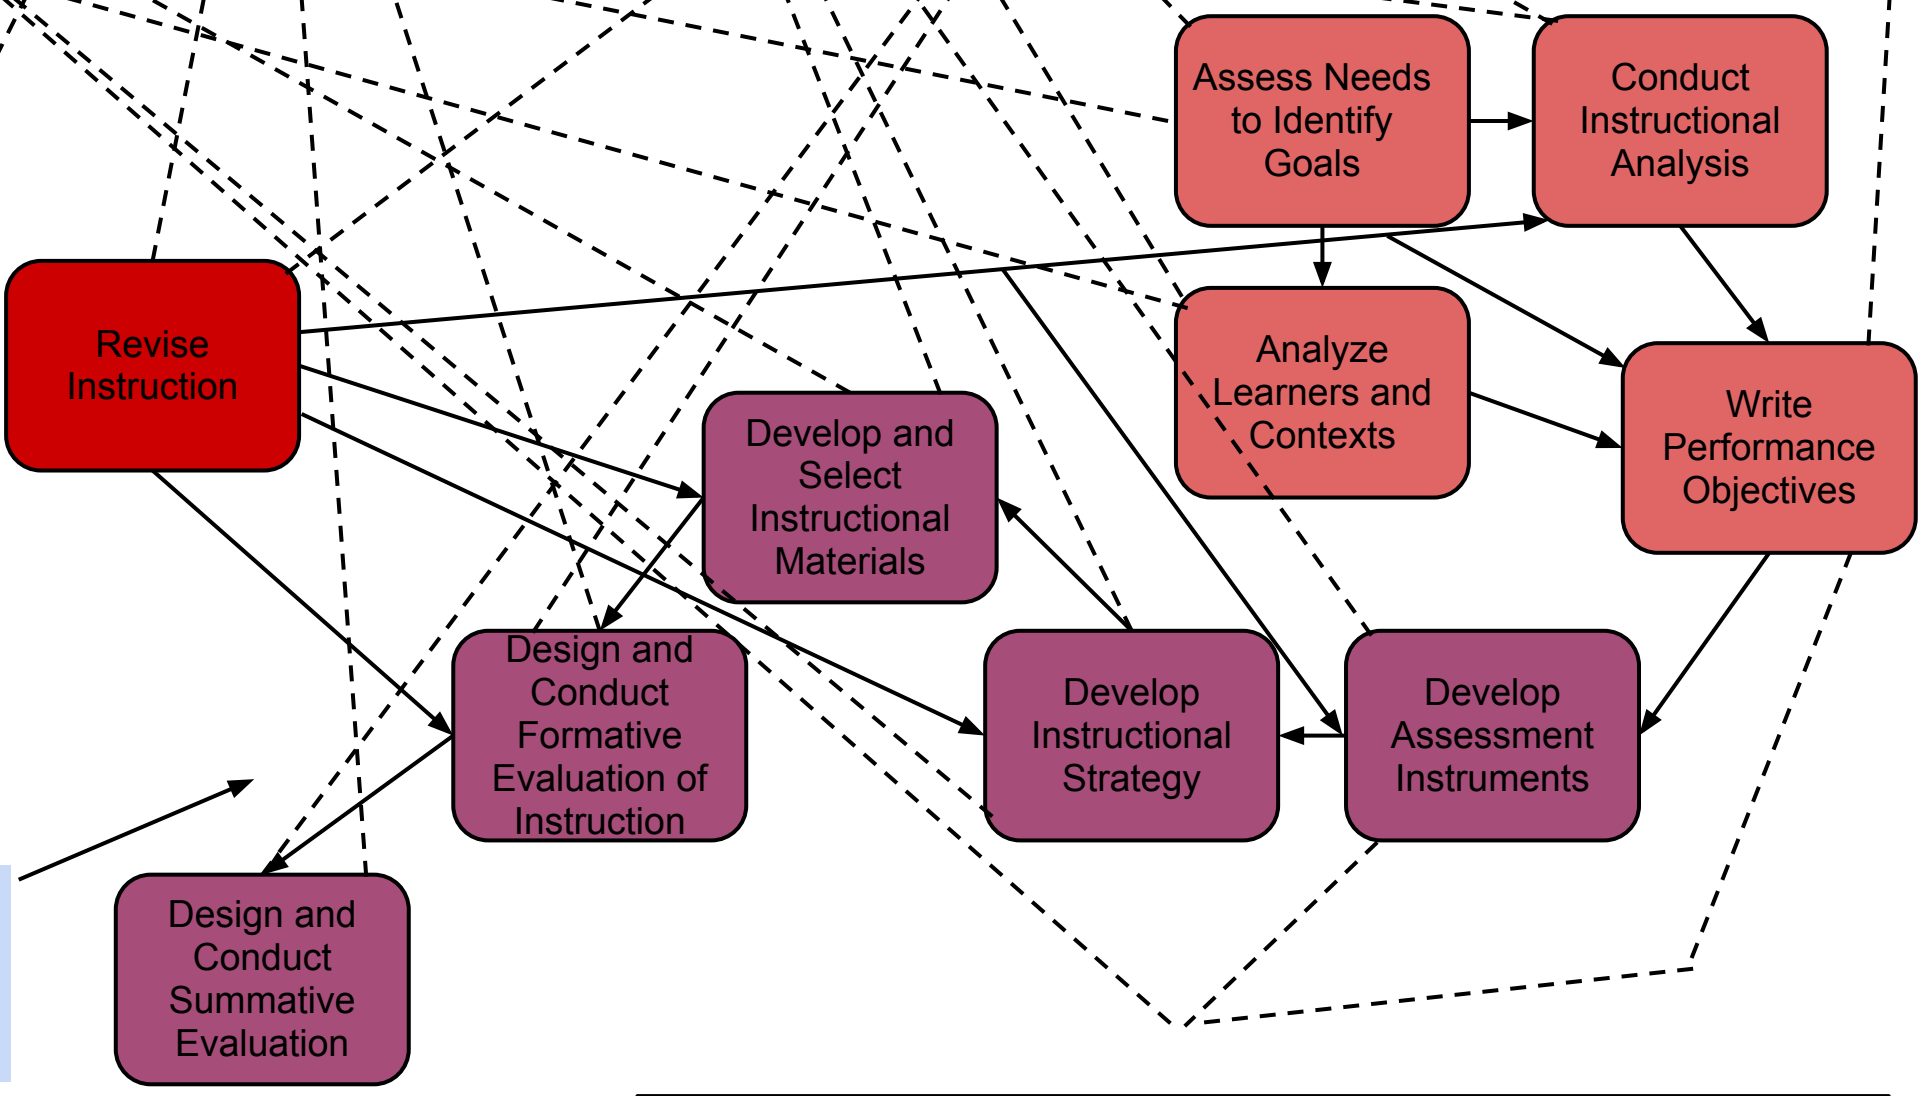 Assess Needs
to Identify
Goals
Conduct
Instructional
Analysis
Revise
Instruction
Analyze
Learners and
Contexts
Write
Performance
Objectives
Develop and
Select
Instructional
Materials
Design and
Conduct
Formative
Evaluation of
Instruction
Develop
Instructional
Strategy
Develop
Assessment
Instruments
Design and
Conduct
Summative
Evaluation